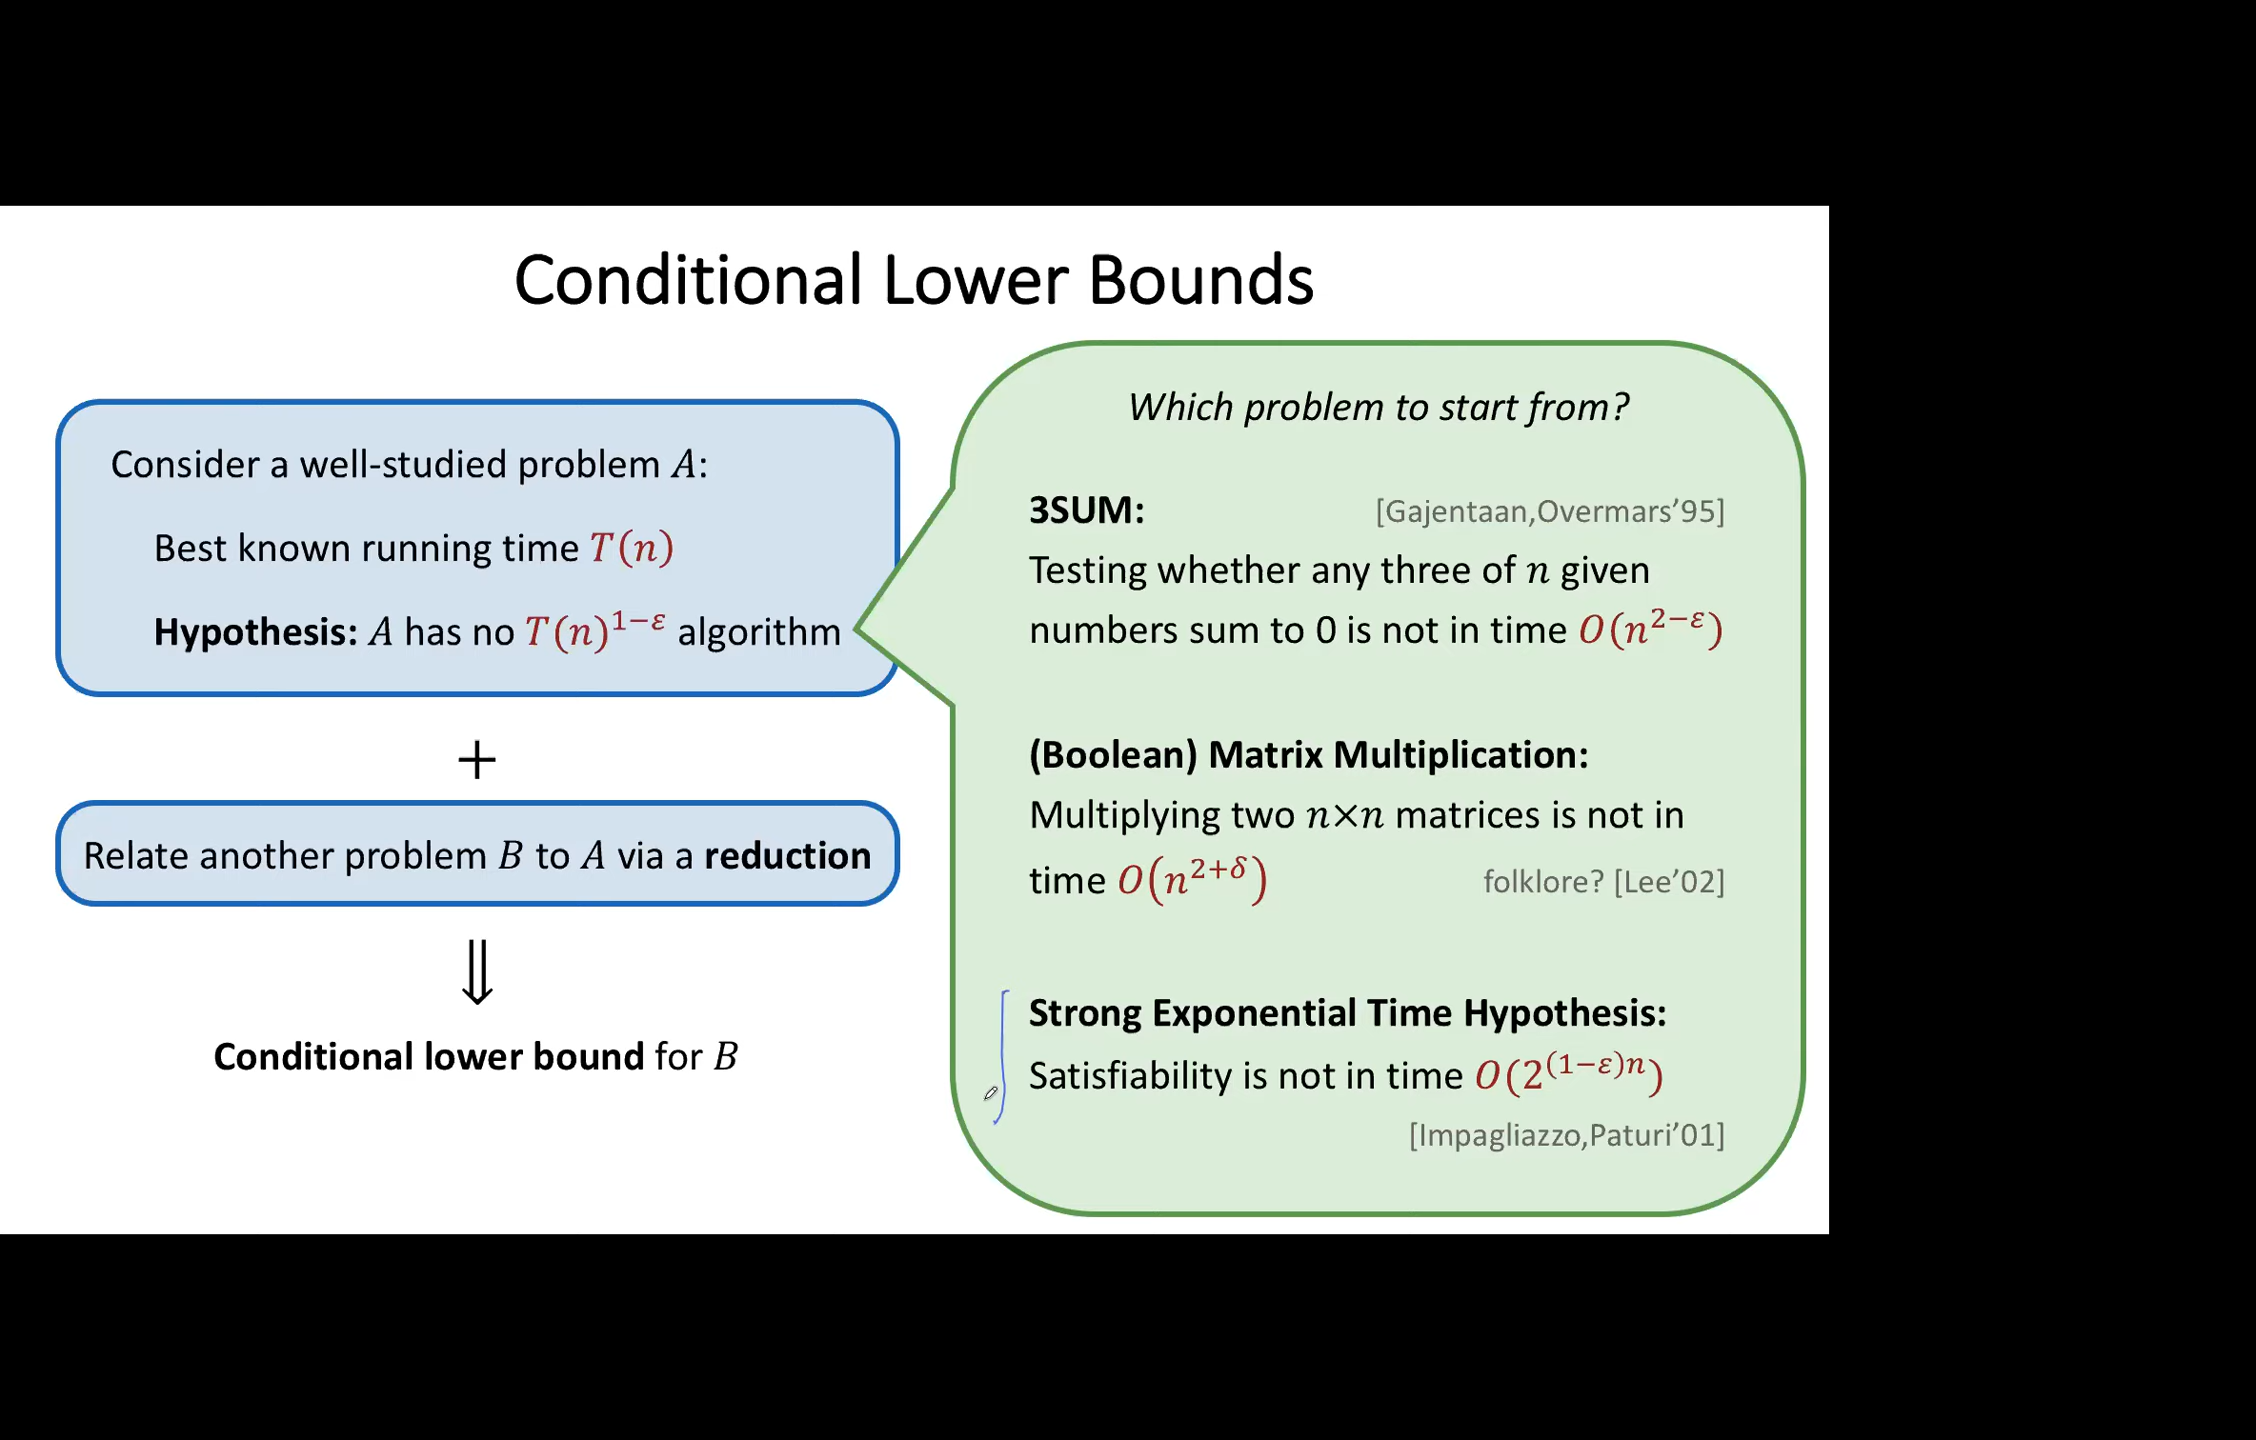 Conditional Lower Bounds
Consider a well-studied problem A:
Best known running time T(n)
Hypothesis: A has no T(n)^{1−ε} algorithm
+
Relate another problem B to A via a reduction
⇓
Conditional lower bound for B
Which problem to start from?
3SUM: [Gajentaan,Overmars’95]
Testing whether any three of n given
numbers sum to 0 is not in time O(n^{2−ε})
(Boolean) Matrix Multiplication:
Multiplying two n×n matrices is not in
time O(n^{2+δ}) folklore? [Lee’02]
Strong Exponential Time Hypothesis:
Satisfiability is not in time O(2^{(1−ε)n})
[Impagliazzo,Paturi’01]